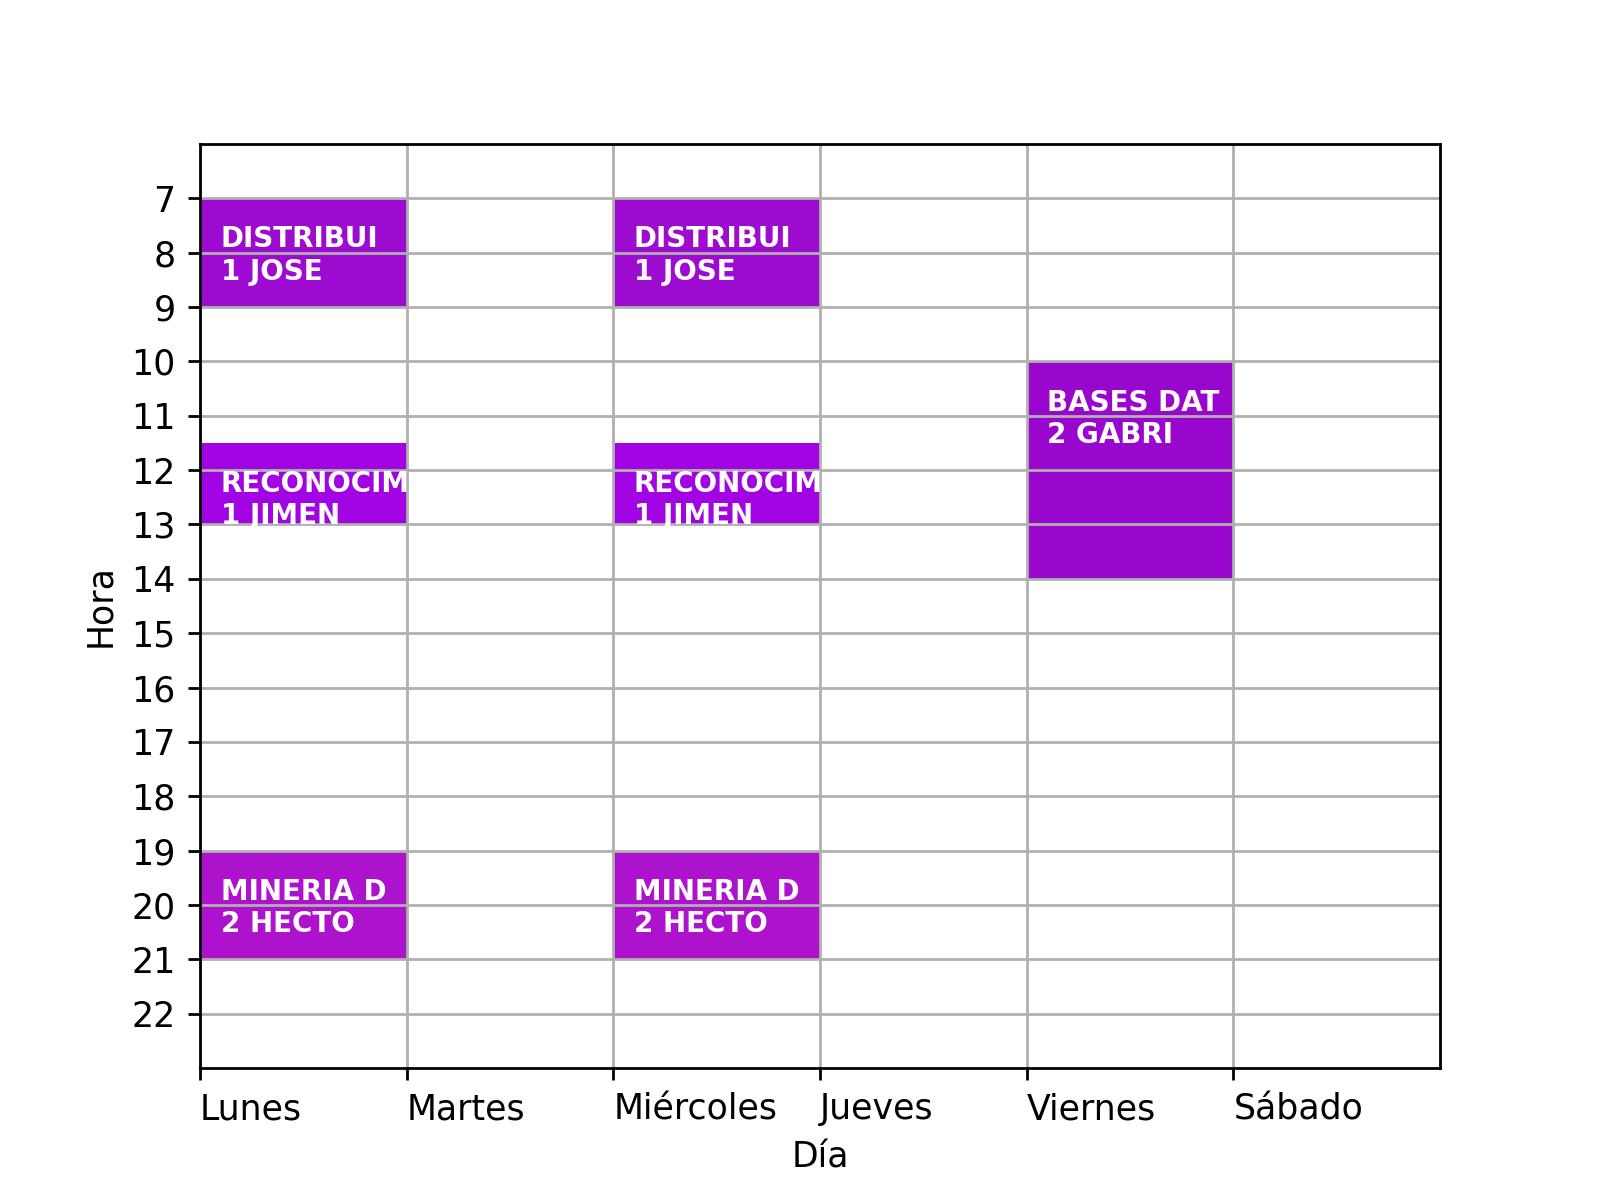 7
DISTRIBUI
1 JOSE
DISTRIBUI
1 JOSE
8
9
10
BASES DAT
2 GABRI
11
12
RECONOCIM
1 JIMEN
RECONOCIM
1 JIMEN
13
14
Hora
15
16
17
18
19
MINERIA D
2 HECTO
MINERIA D
2 HECTO
20
21
22
Lunes Martes Miércoles Jueves Viernes Sábado
Día